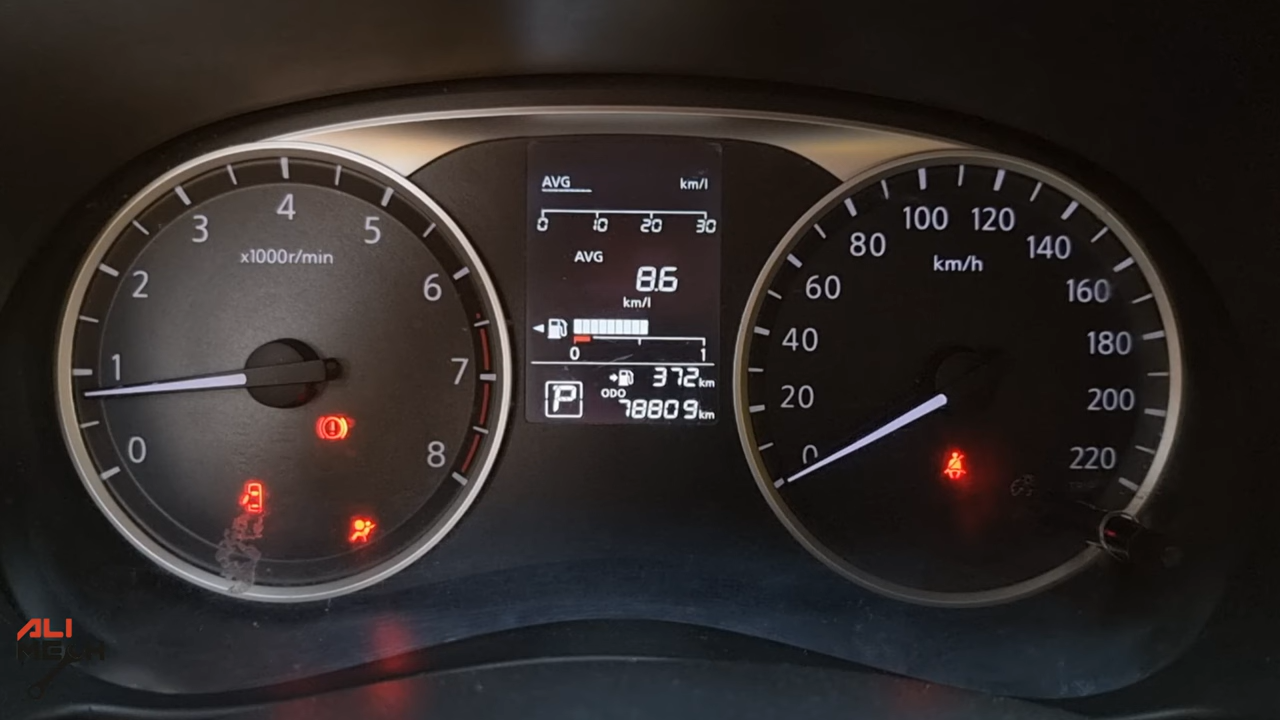 AVG km/l
0 10 20 30
AVG
8.6
km/l
0 1
372km
P
ODO
78809km
0
1
2
3
4
5
6
7
8
x1000r/min
0
20
40
60
80
100
120
140
160
180
200
220
km/h
ALI
MECH